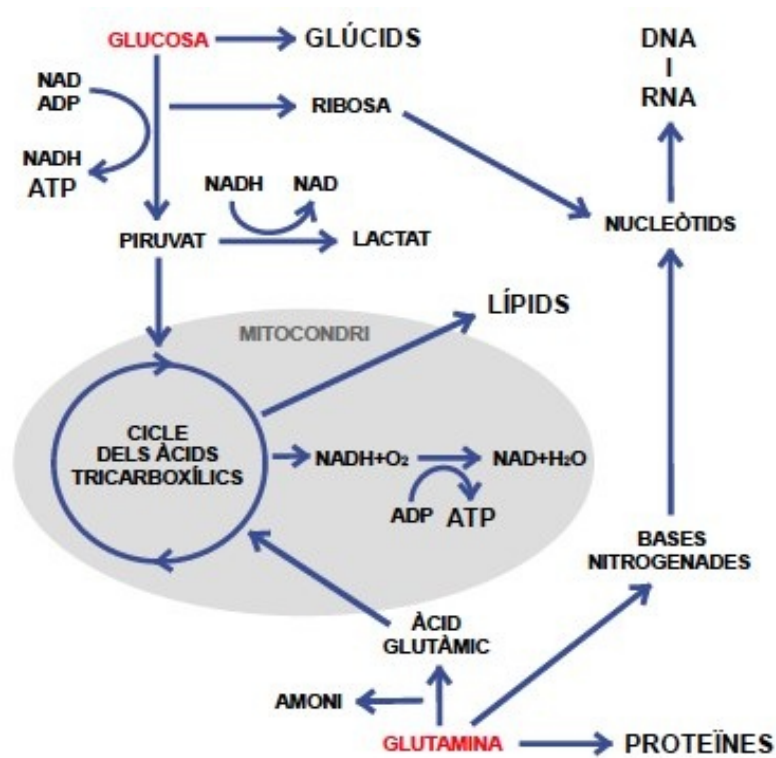 GLUCOSA
GLÚCIDS
DNA
I
RNA
NAD
ADP
RIBOSA
NADH
ATP
NADH
NAD
NUCLEÒTIDS
PIRUVAT
LACTAT
LÍPIDS
MITOCONDRI
CICLE
DELS ÀCIDS
TRICARBOXÍLICS
NADH+O₂
NAD+H₂O
ADP
ATP
BASES
NITROGENADES
ÀCID
GLUTÀMIC
AMONI
GLUTAMINA
PROTEÏNES